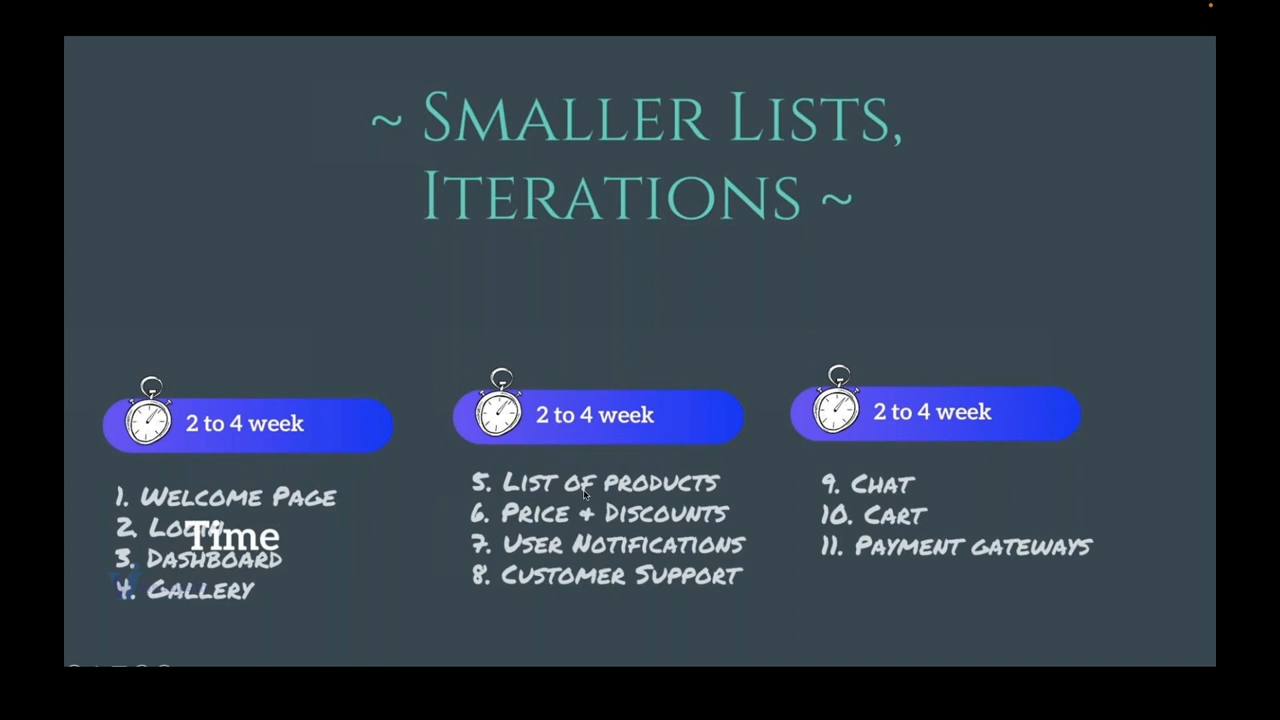 ~ Smaller Lists,
Iterations ~
2 to 4 week
1. Welcome Page
2. Login
Time
3. Dashboard
4. Gallery
2 to 4 week
5. List of products
6. Price + Discounts
7. User Notifications
8. Customer Support
2 to 4 week
9. Chat
10. Cart
11. Payment gateways